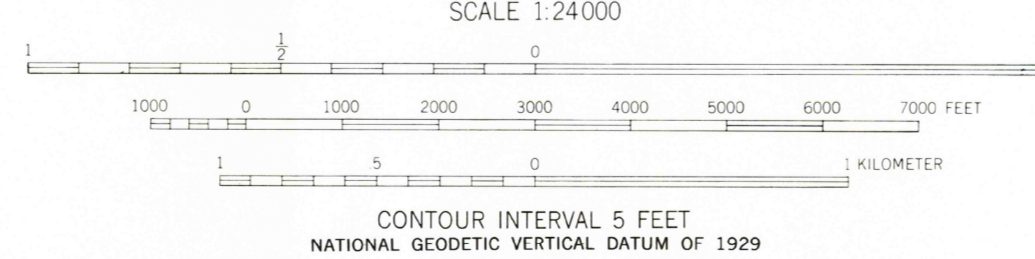 SCALE 1:24000
1 1/2 0
1000 0 1000 2000 3000 4000 5000 6000 7000 FEET
1 .5 0 1 KILOMETER
CONTOUR INTERVAL 5 FEET
NATIONAL GEODETIC VERTICAL DATUM OF 1929